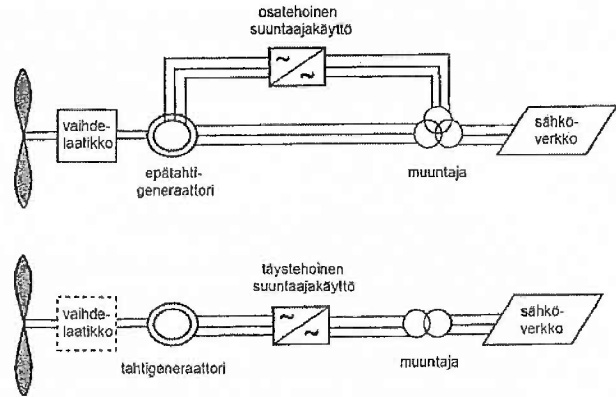 osatehoinen
suuntaajakäyttö
~
~
vaihde-
laatikko
sähkö-
verkko
epätahti-
generaattori
muuntaja
täystehoinen
suuntaajakäyttö
~
~
vaihde-
laatikko
sähkö-
verkko
tahtigeneraattori
muuntaja